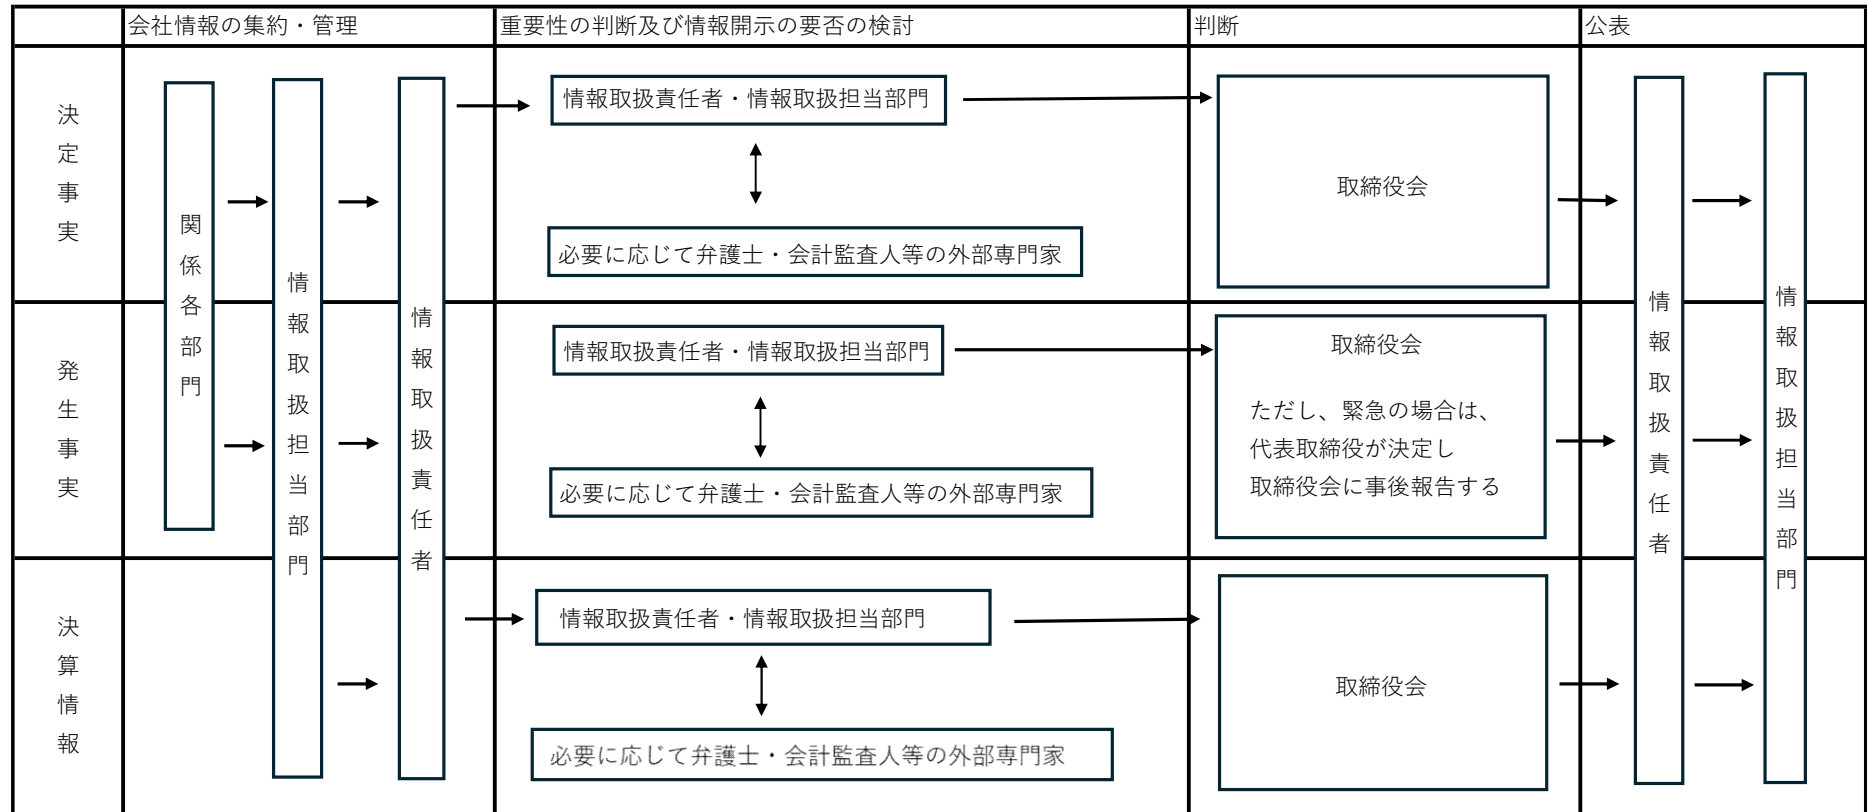 会社情報の集約・管理
重要性の判断及び情報開示の要否の検討
判断
公表
決定事実
関係各部門
情報取扱担当部門
情報取扱責任者
情報取扱責任者・情報取扱担当部門
必要に応じて弁護士・会計監査人等の外部専門家
取締役会
情報取扱責任者
情報取扱担当部門
発生事実
情報取扱責任者・情報取扱担当部門
必要に応じて弁護士・会計監査人等の外部専門家
取締役会
ただし、緊急の場合は、
代表取締役が決定し
取締役会に事後報告する
決算情報
情報取扱責任者・情報取扱担当部門
必要に応じて弁護士・会計監査人等の外部専門家
取締役会